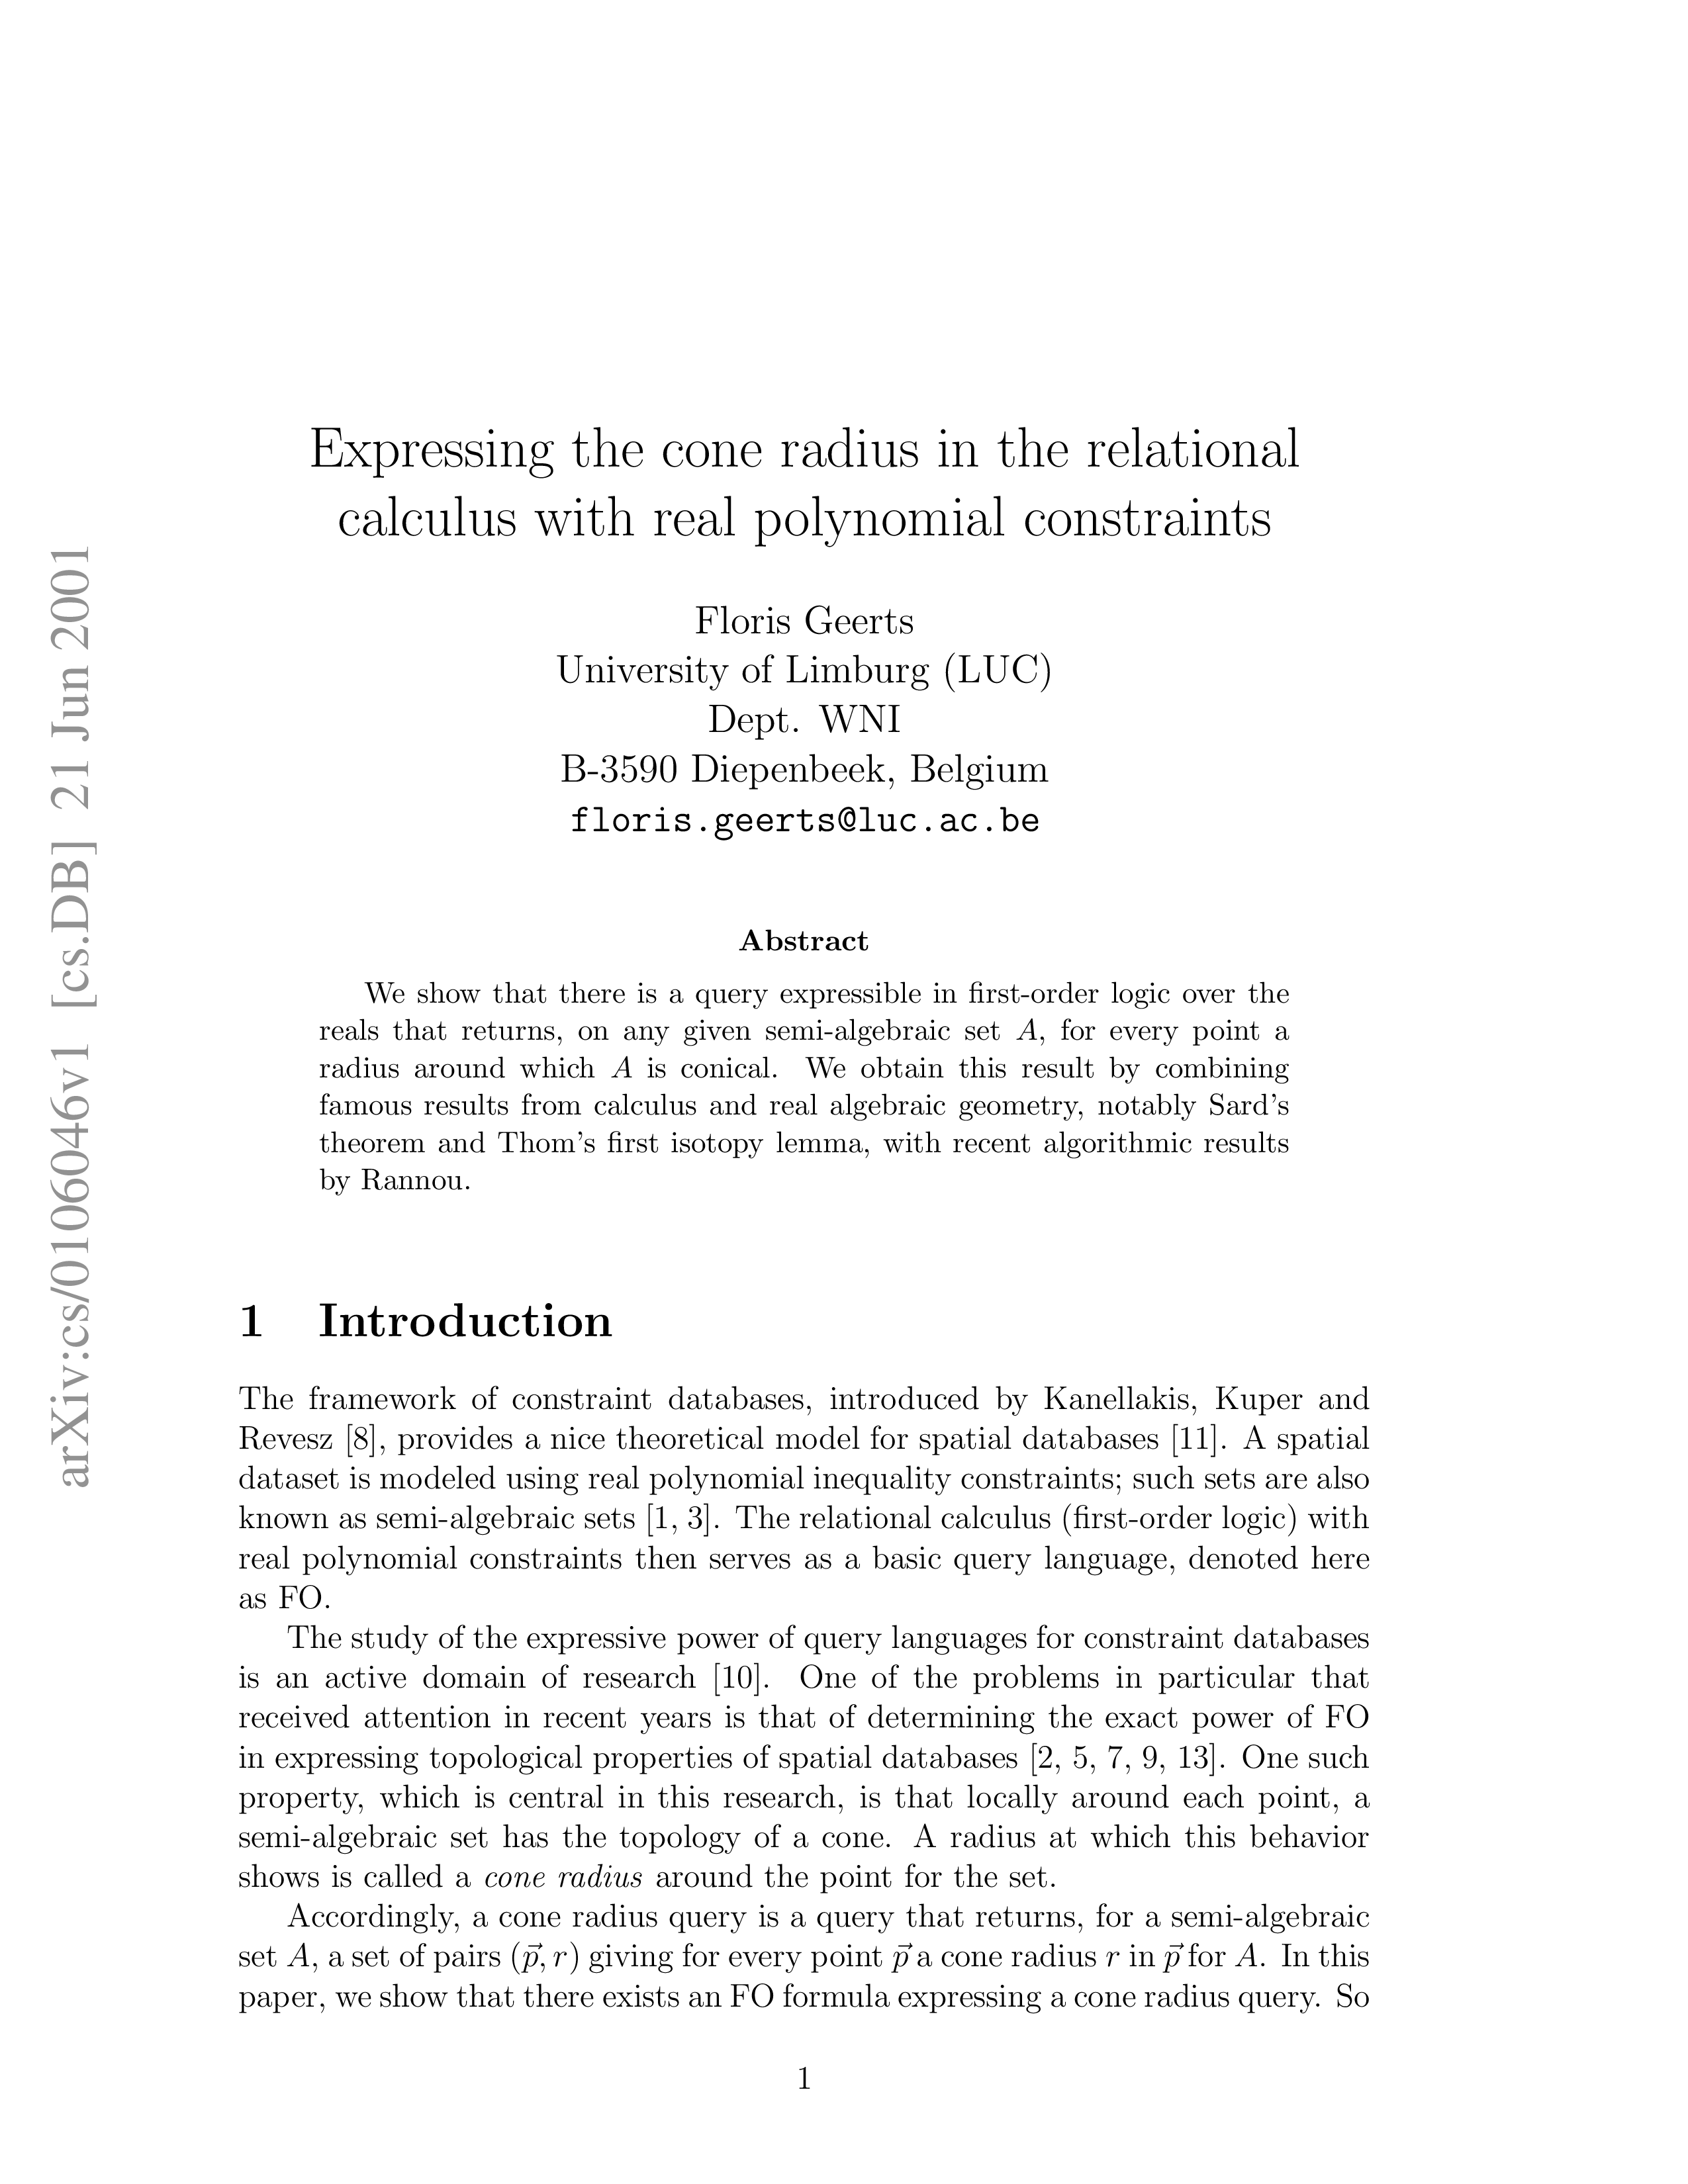 Expressing the cone radius in the relational
calculus with real polynomial constraints
Floris Geerts
University of Limburg (LUC)
Dept. WNI
B-3590 Diepenbeek, Belgium
floris.geerts@luc.ac.be
Abstract
We show that there is a query expressible in first-order logic over the
reals that returns, on any given semi-algebraic set A, for every point a
radius around which A is conical. We obtain this result by combining
famous results from calculus and real algebraic geometry, notably Sard's
theorem and Thom's first isotopy lemma, with recent algorithmic results
by Rannou.
1 Introduction
The framework of constraint databases, introduced by Kanellakis, Kuper and
Revesz [8], provides a nice theoretical model for spatial databases [11]. A spatial
dataset is modeled using real polynomial inequality constraints; such sets are also
known as semi-algebraic sets [1, 3]. The relational calculus (first-order logic) with
real polynomial constraints then serves as a basic query language, denoted here
as FO.
The study of the expressive power of query languages for constraint databases
is an active domain of research [10]. One of the problems in particular that
received attention in recent years is that of determining the exact power of FO
in expressing topological properties of spatial databases [2, 5, 7, 9, 13]. One such
property, which is central in this research, is that locally around each point, a
semi-algebraic set has the topology of a cone. A radius at which this behavior
shows is called a cone radius around the point for the set.
Accordingly, a cone radius query is a query that returns, for a semi-algebraic
set A, a set of pairs (p⃗, r) giving for every point p⃗ a cone radius r in p⃗ for A. In this
paper, we show that there exists an FO formula expressing a cone radius query. So
1
arXiv:cs/0106046v1 [cs.DB] 21 Jun 2001